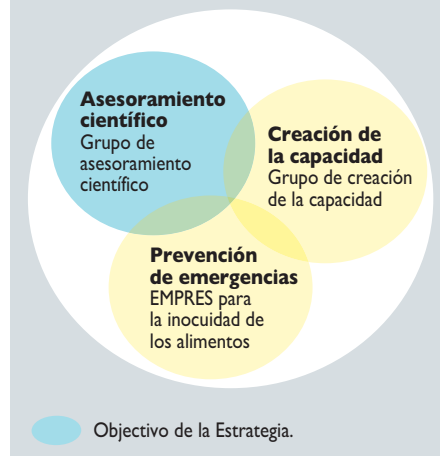 Asesoramiento
científico
Grupo de
asesoramiento
científico
Creación de
la capacidad
Grupo de creación
de la capacidad
Prevención
de emergencias
EMPRES para
la inocuidad de
los alimentos
Objectivo de la Estrategia.